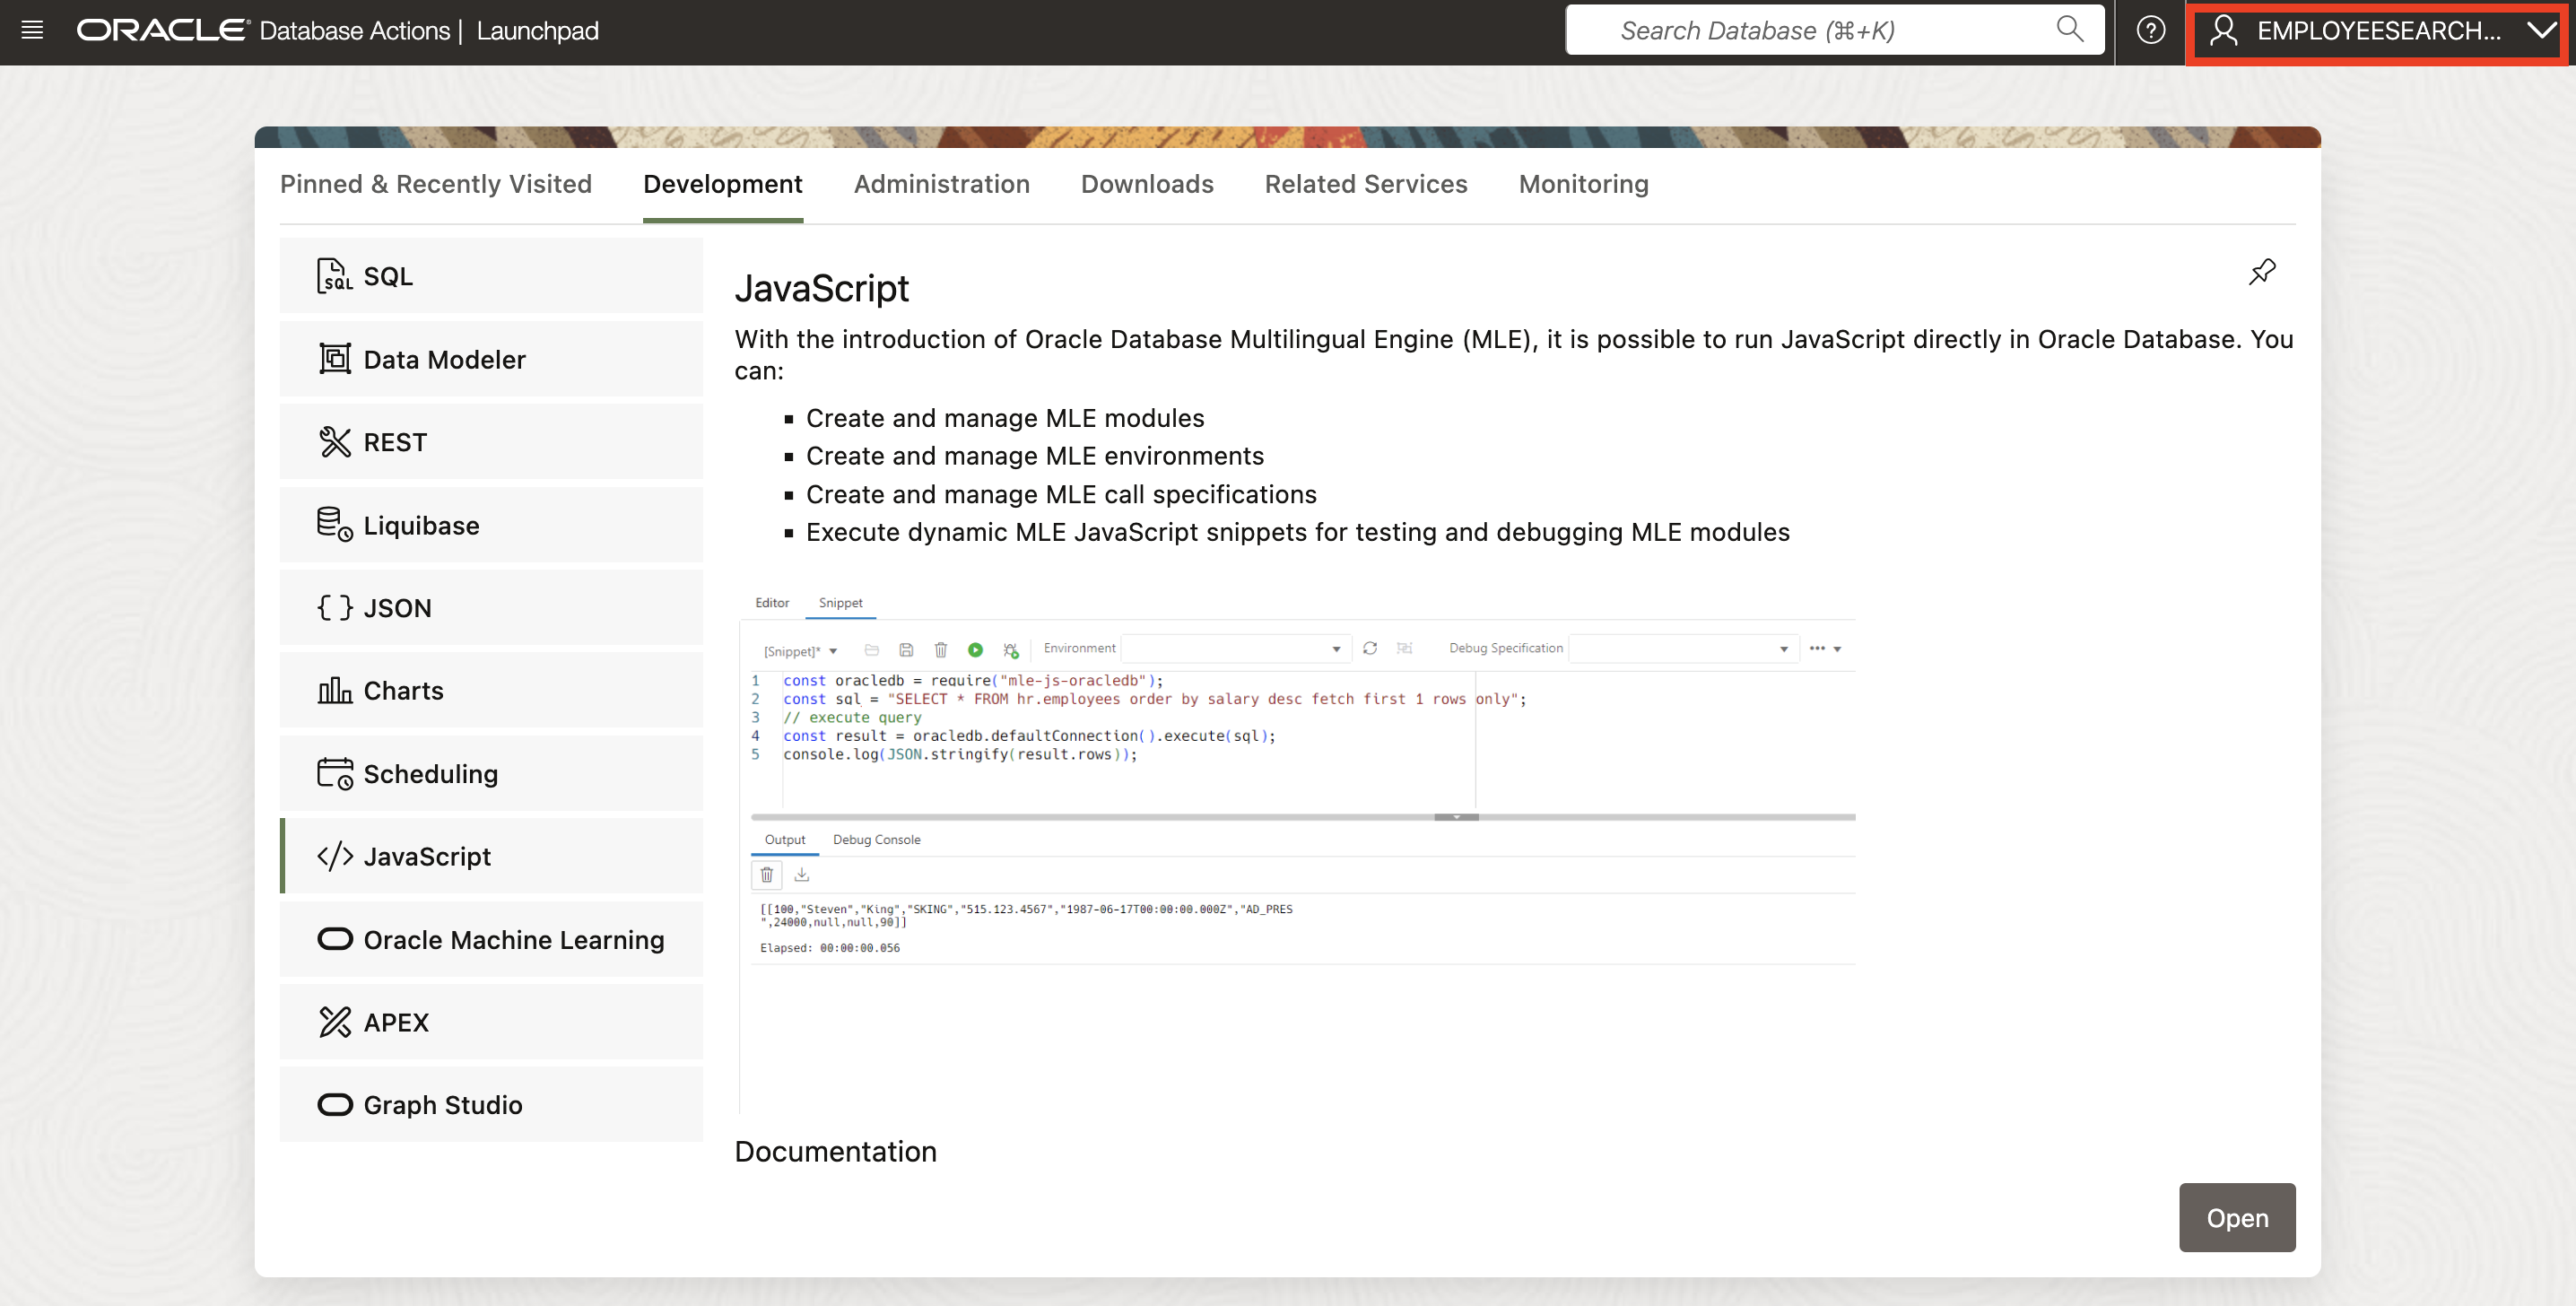 ORACLE Database Actions | Launchpad
Search Database (⌘+K)
?
EMPLOYEESEARCH...
Pinned & Recently Visited
Development
Administration
Downloads
Related Services
Monitoring
SQL
SQL
Data Modeler
REST
Liquibase
{ } JSON
Charts
Scheduling
</> JavaScript
Oracle Machine Learning
APEX
Graph Studio
JavaScript
With the introduction of Oracle Database Multilingual Engine (MLE), it is possible to run JavaScript directly in Oracle Database. You
can:
▪ Create and manage MLE modules
▪ Create and manage MLE environments
▪ Create and manage MLE call specifications
▪ Execute dynamic MLE JavaScript snippets for testing and debugging MLE modules
Editor Snippet
[Snippet]* Environment Debug Specification •••
1 const oracledb = require("mle-js-oracledb");
2 const sql = "SELECT * FROM hr.employees order by salary desc fetch first 1 rows only";
3 // execute query
4 const result = oracledb.defaultConnection().execute(sql);
5 console.log(JSON.stringify(result.rows));
Output Debug Console
[[100,"Steven","King","SKING","515.123.4567","1987-06-17T00:00:00.000Z","AD_PRES
",24000,null,null,90]]
Elapsed: 00:00:00.056
Documentation
Open